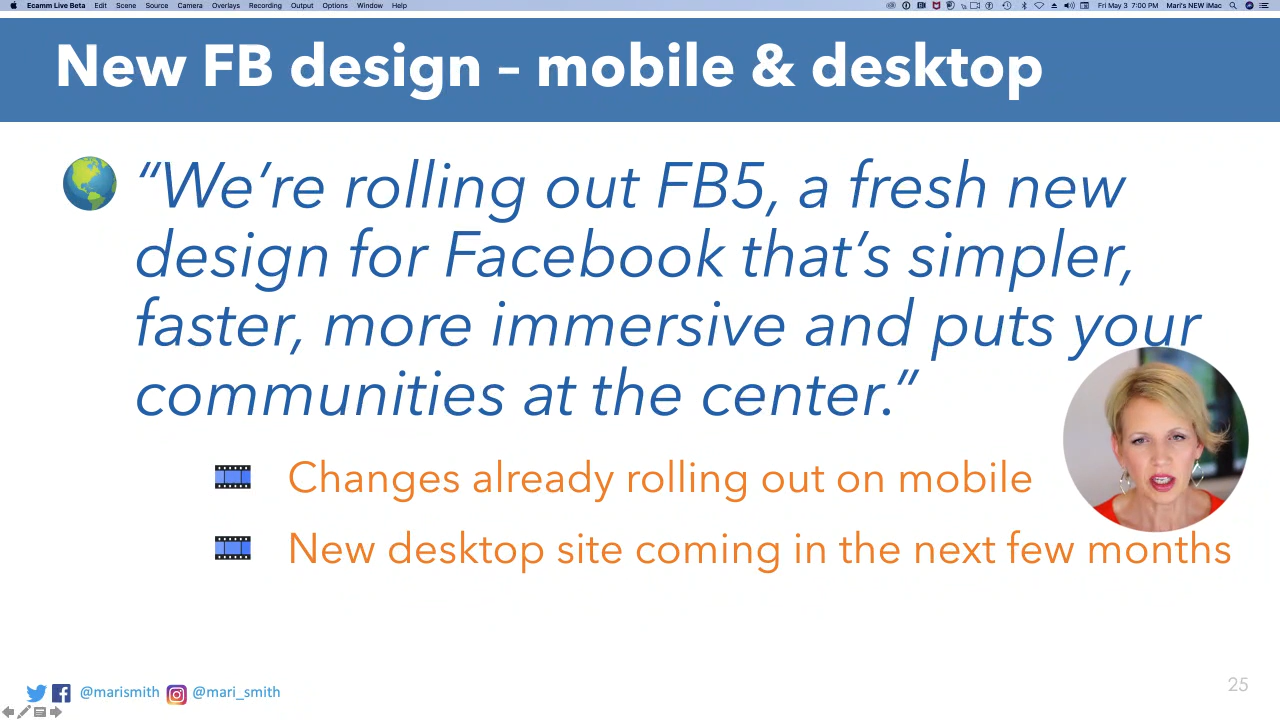 Ecamm Live Beta Edit Scene Source Camera Overlays Recording Output Options Window Help Fri May 3 7:00 PM Mari's NEW iMac
New FB design – mobile & desktop
“We’re rolling out FB5, a fresh new
design for Facebook that’s simpler,
faster, more immersive and puts your
communities at the center.”
Changes already rolling out on mobile
New desktop site coming in the next few months
@marismith @mari_smith
25